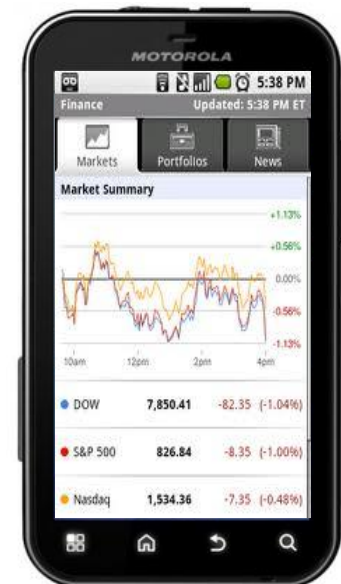 MOTOROLA
5:38 PM
Finance Updated: 5:38 PM ET
Markets Portfolios News
Market Summary
+1.13%
+0.56%
0.00%
-0.56%
-1.13%
10am 12pm 2pm 4pm
DOW 7,850.41 -82.35 (-1.04%)
S&P 500 826.84 -8.35 (-1.00%)
Nasdaq 1,534.36 -7.35 (-0.48%)